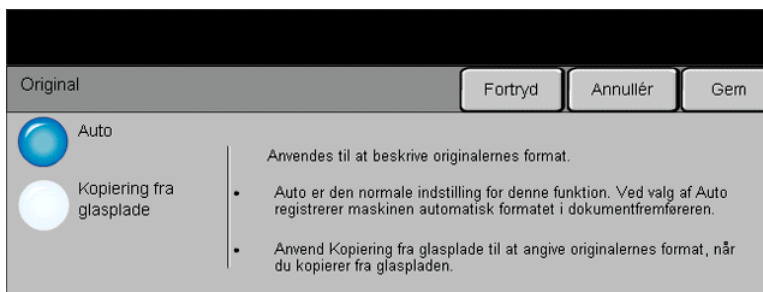 Original
Fortryd
Annullér
Gem
Auto
Kopiering fra
glasplade
Anvendes til at beskrive originalernes format.
• Auto er den normale indstilling for denne funktion. Ved valg af Auto
registrerer maskinen automatisk formatet i dokumentfremføreren.
• Anvend Kopiering fra glasplade til at angive originalernes format, når
du kopierer fra glaspladen.